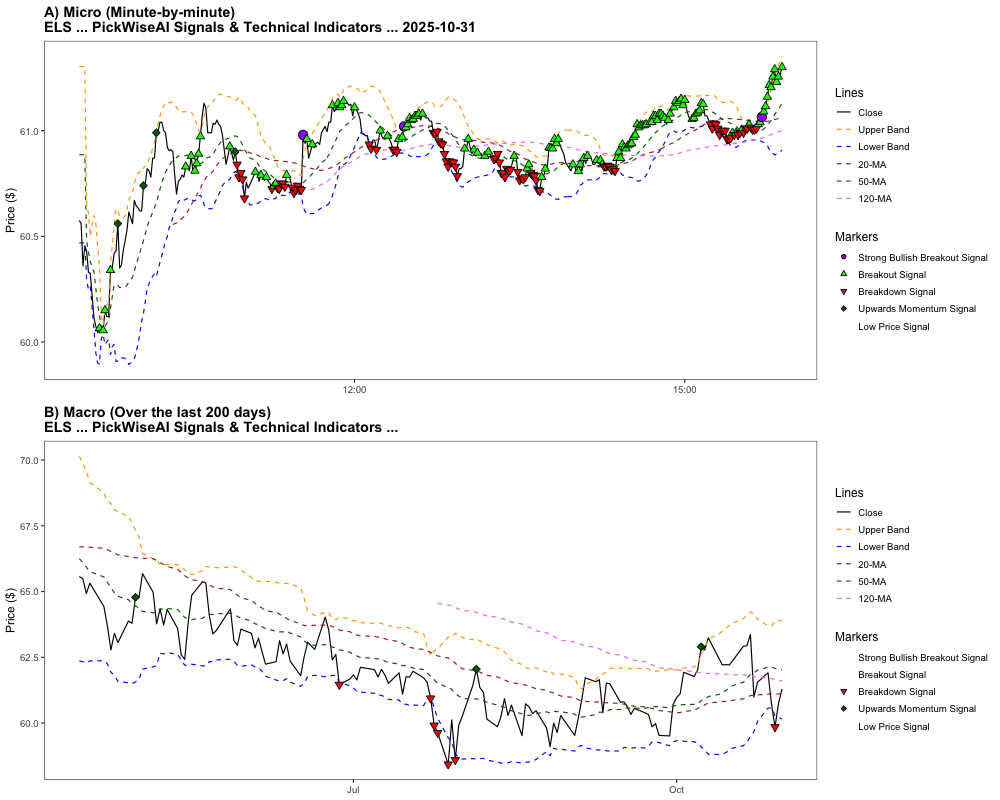 A) Micro (Minute-by-minute)
ELS ... PickWiseAI Signals & Technical Indicators ... 2025-10-31
Price ($)
61.0
60.5
60.0
12:00
15:00
Lines
Close
Upper Band
Lower Band
20-MA
50-MA
120-MA
Markers
Strong Bullish Breakout Signal
Breakout Signal
Breakdown Signal
Upwards Momentum Signal
Low Price Signal
B) Macro (Over the last 200 days)
ELS ... PickWiseAI Signals & Technical Indicators ...
Price ($)
70.0
67.5
65.0
62.5
60.0
Jul
Oct
Lines
Close
Upper Band
Lower Band
20-MA
50-MA
120-MA
Markers
Strong Bullish Breakout Signal
Breakout Signal
Breakdown Signal
Upwards Momentum Signal
Low Price Signal